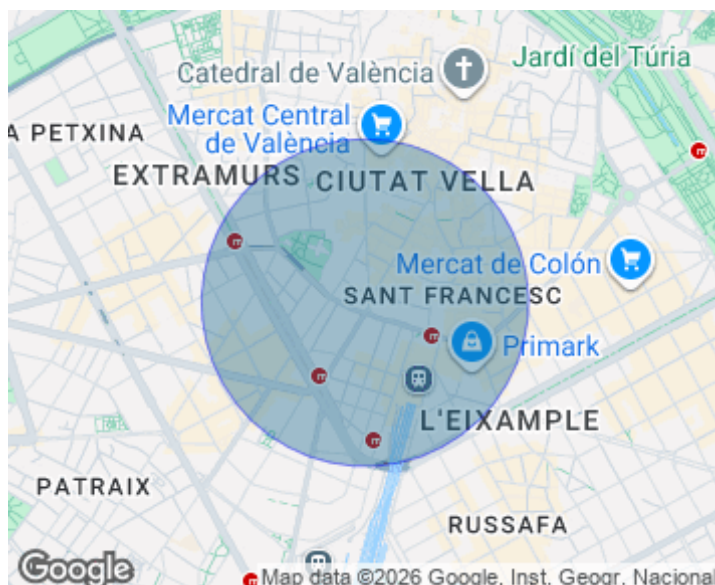 Jardí del Túria
Catedral de València
Mercat Central
de València
A PETXINA
EXTRAMURS
CIUTAT VELLA
Mercat de Colón
SANT FRANCESC
Primark
L'EIXAMPLE
PATRAIX
RUSSAFA
Google
Map data ©2026 Google, Inst. Geogr. Nacional